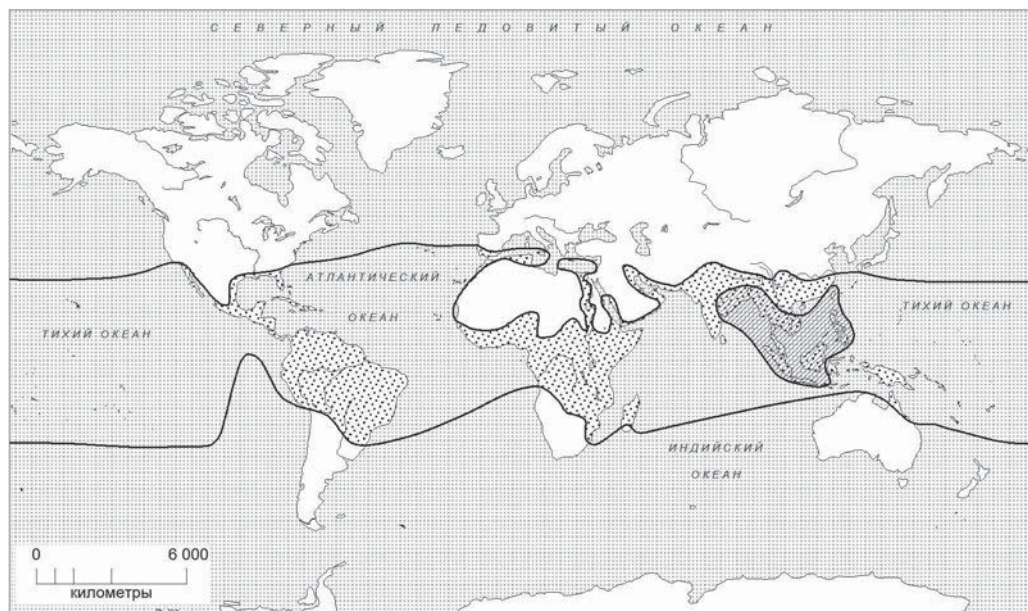 СЕВЕРНЫЙ ЛЕДОВИТЫЙ ОКЕАН
АТЛАНТИЧЕСКИЙ
ОКЕАН
ТИХИЙ ОКЕАН
ТИХИЙ ОКЕАН
ИНДИЙСКИЙ
ОКЕАН
0 6 000
километры